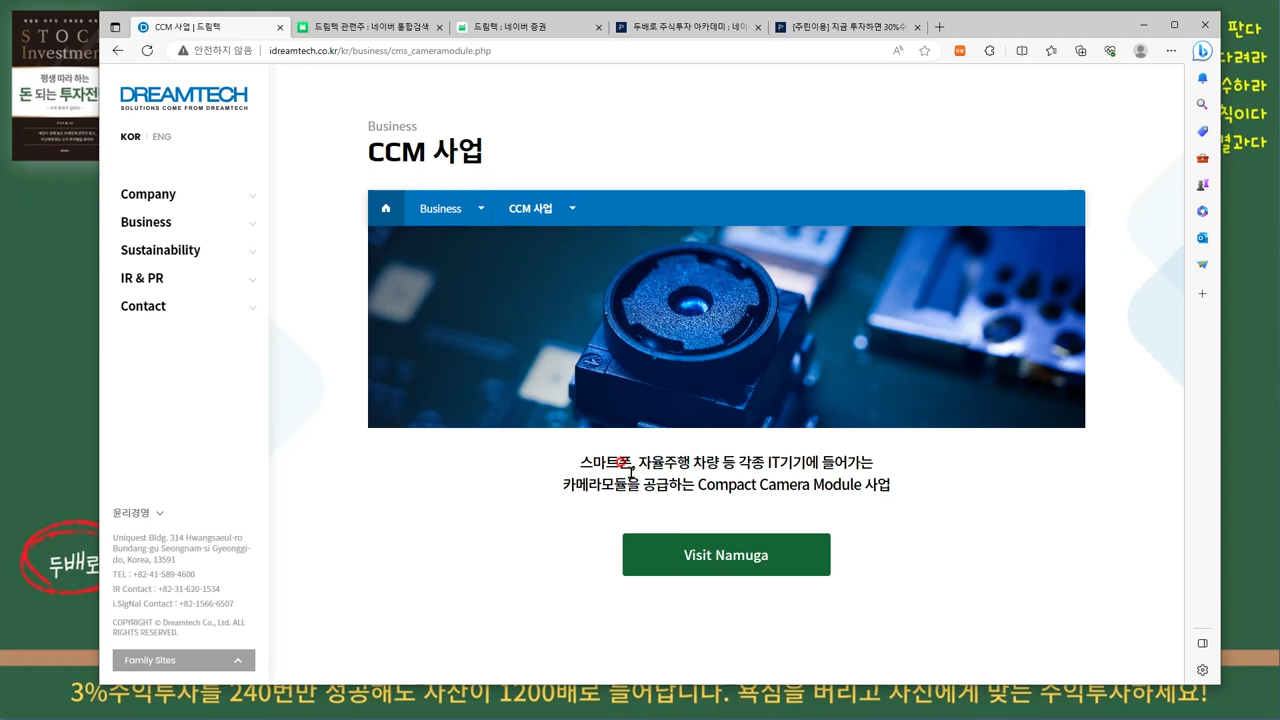 STOCK
Investment
평생 따라 하는
돈 되는 투자전
판다
다려라
수하라
칙이다
결과다
CCM 사업 | 드림텍
드림텍 관련주 : 네이버 통합검색
드림텍 : 네이버 증권
두배로 주식투자 아카데미 : 네이
[주린이용] 지금 투자하면 30%수
안전하지 않음
idreamtech.co.kr/kr/business/cms_cameramodule.php
DREAMTECH
SOLUTIONS COME FROM DREAMTECH
KOR
ENG
Company
Business
Sustainability
IR & PR
Contact
Business
CCM 사업
Business
CCM 사업
스마트폰, 자율주행 차량 등 각종 IT기기에 들어가는
카메라모듈을 공급하는 Compact Camera Module 사업
Visit Namuga
윤리경영
Uniquest Bldg. 314 Hwangsaeul-ro
Bundang-gu Seongnam-si Gyeonggi-
do, Korea, 13591
TEL : +82-41-589-4600
IR Contact : +82-31-620-1534
i.SigNal Contact : +82-1566-6507
COPYRIGHT © Dreamtech Co., Ltd. ALL
RIGHTS RESERVED.
Family Sites
두배로
3%수익투자를 240번만 성공해도 자산이 1200배로 늘어납니다. 욕심을 버리고 자신에게 맞는 수익투자하세요!